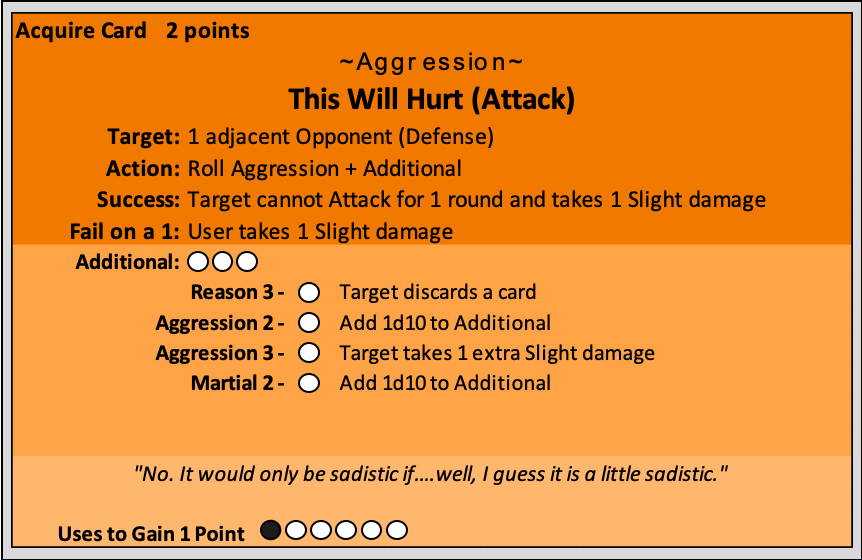 Acquire Card 2 points
~Aggression~
This Will Hurt (Attack)
Target: 1 adjacent Opponent (Defense)
Action: Roll Aggression + Additional
Success: Target cannot Attack for 1 round and takes 1 Slight damage
Fail on a 1: User takes 1 Slight damage
Additional:
Reason 3 - Target discards a card
Aggression 2 - Add 1d10 to Additional
Aggression 3 - Target takes 1 extra Slight damage
Martial 2 - Add 1d10 to Additional
"No. It would only be sadistic if....well, I guess it is a little sadistic."
Uses to Gain 1 Point